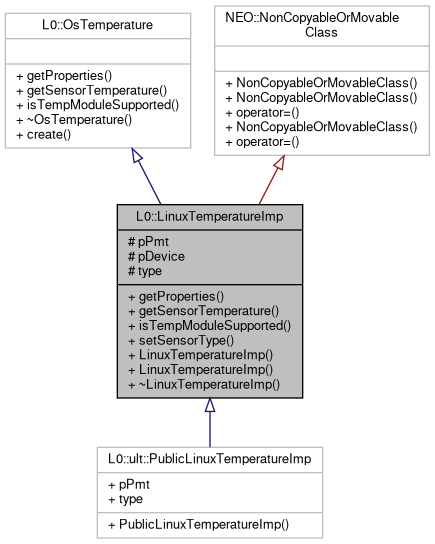 L0::OsTemperature
+ getProperties()
+ getSensorTemperature()
+ isTempModuleSupported()
+ ~OsTemperature()
+ create()
NEO::NonCopyableOrMovable
Class
+ NonCopyableOrMovableClass()
+ NonCopyableOrMovableClass()
+ operator=()
+ NonCopyableOrMovableClass()
+ operator=()
L0::LinuxTemperatureImp
# pPmt
# pDevice
# type
+ getProperties()
+ getSensorTemperature()
+ isTempModuleSupported()
+ setSensorType()
+ LinuxTemperatureImp()
+ LinuxTemperatureImp()
+ ~LinuxTemperatureImp()
L0::ult::PublicLinuxTemperatureImp
+ pPmt
+ type
+ PublicLinuxTemperatureImp()